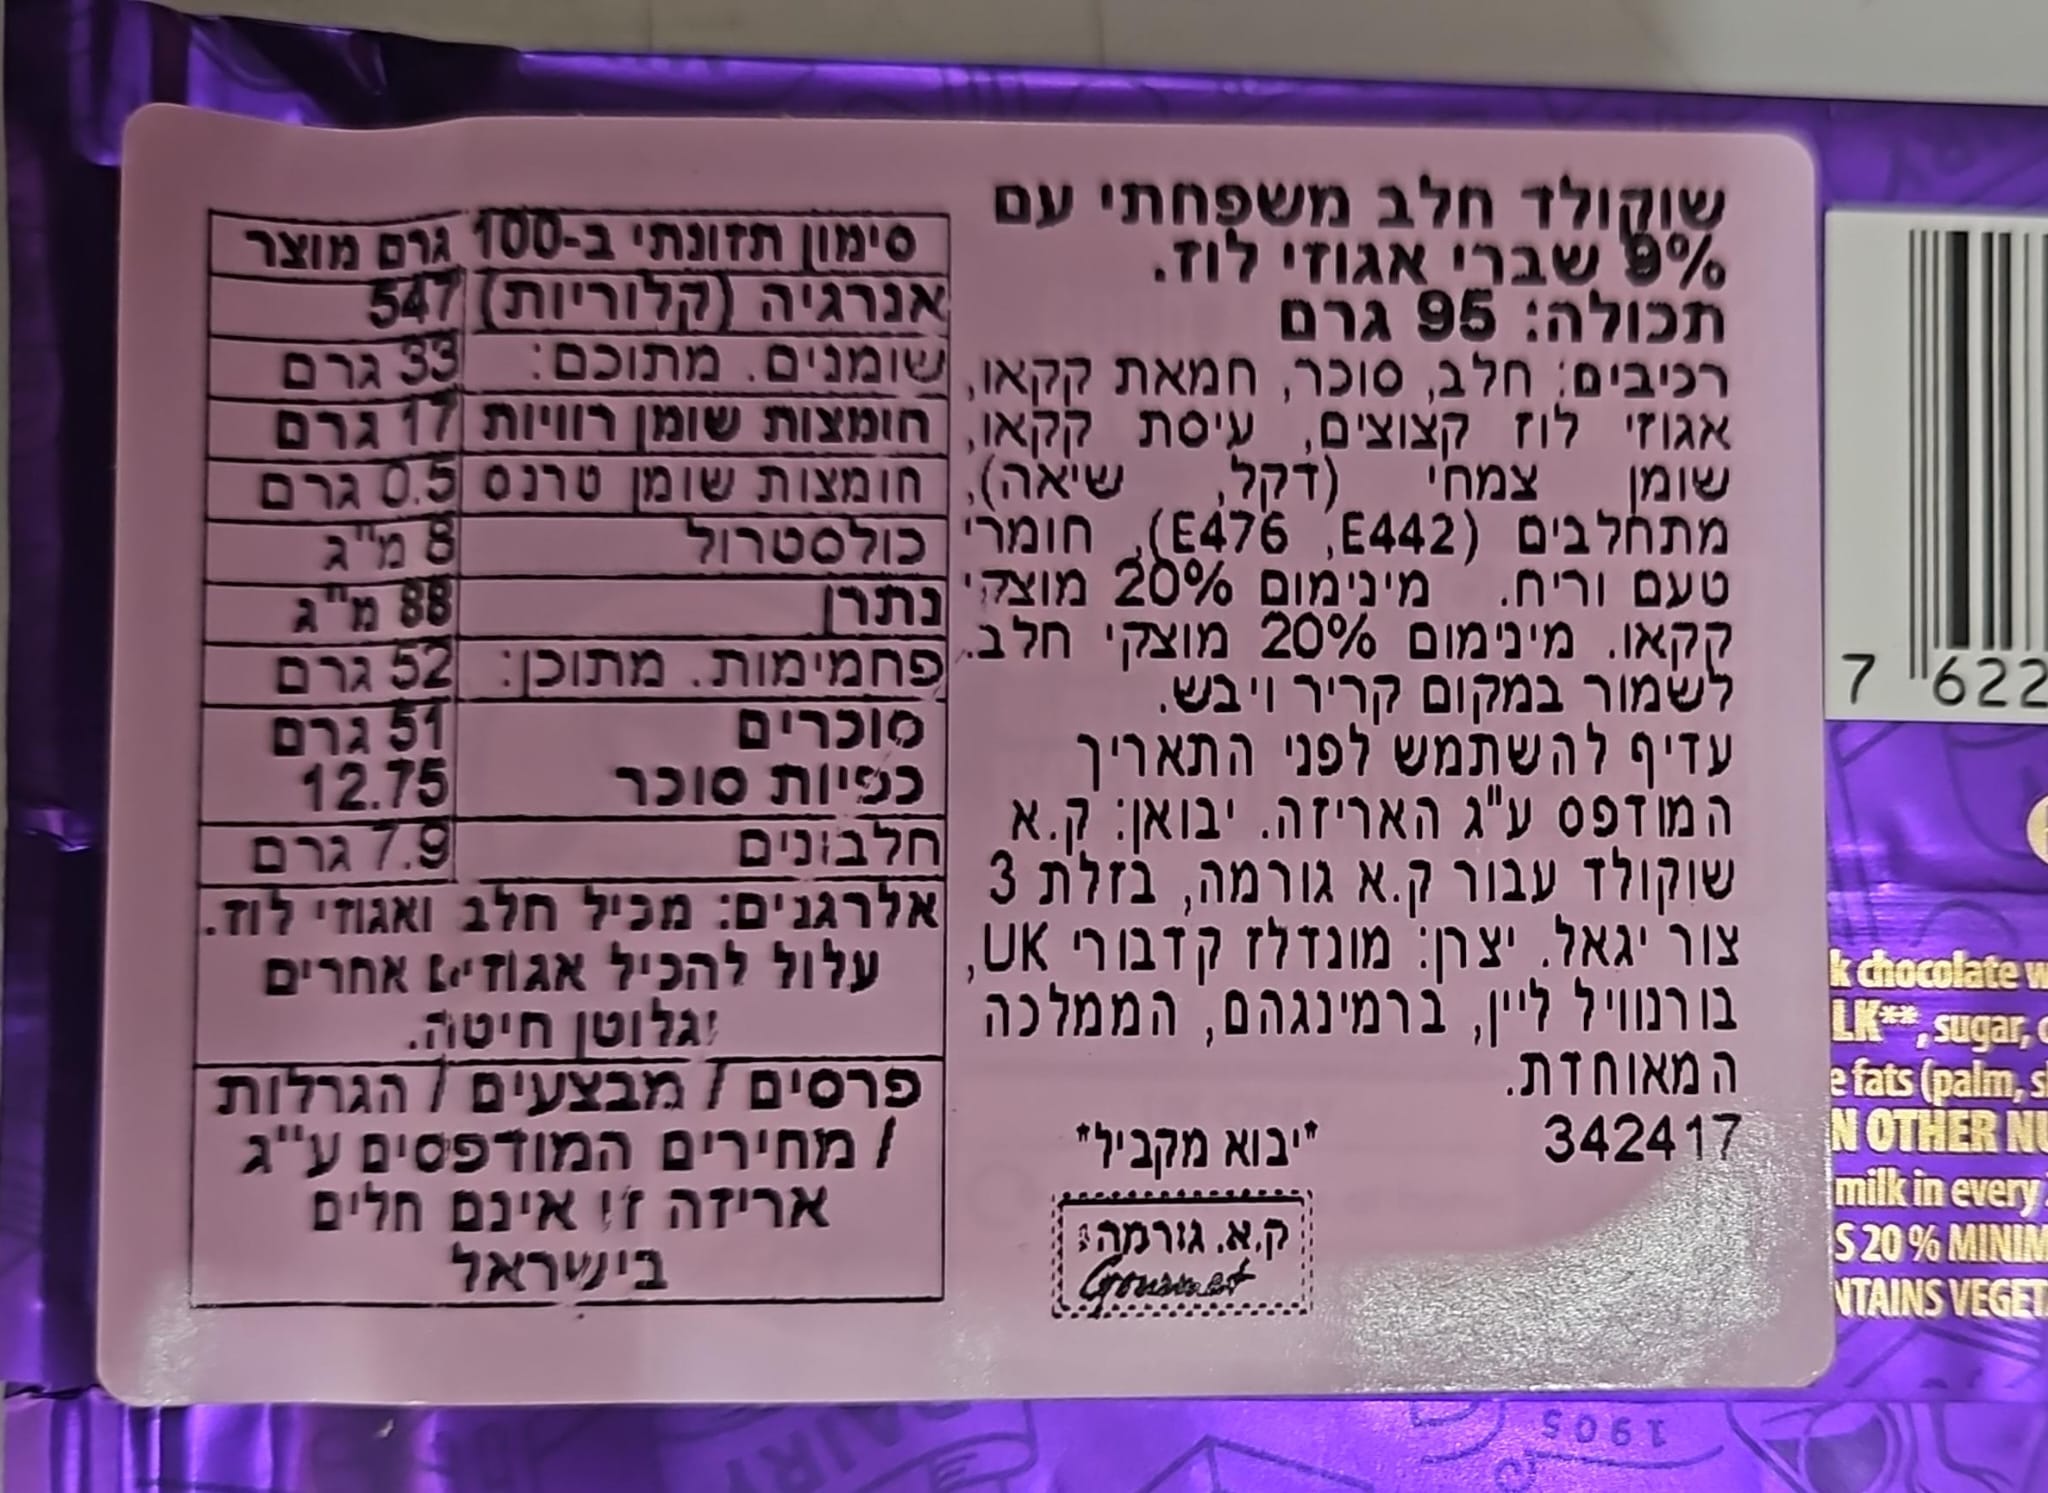 שוקולד חלב משפחתי עם
9% שברי אגוזי לוז.
תכולה: 95 גרם
רכיבים: חלב, סוכר, חמאת קקאו,
אגוזי לוז קצוצים, עיסת קקאו,
שומן צמחי (דקל, שיאה),
מתחלבים (E476 ,E442), חומרי
טעם וריח. מינימום 20% מוצקי
קקאו. מינימום 20% מוצקי חלב.
לשמור במקום קריר ויבש.
עדיף להשתמש לפני התאריך
המודפס ע"ג האריזה. יבואן: ק.א
שוקולד עבור ק.א גורמה, בזלת 3
צור יגאל. יצרן: מונדלז קדבורי UK,
בורנוויל ליין, ברמינגהם, הממלכה
המאוחדת.
342417 *יבוא מקביל*
ק.א. גורמה
Gourmet
סימון תזונתי ב-100 גרם מוצר
אנרגיה (קלוריות) 547
שומנים. מתוכם: 33 גרם
חומצות שומן רוויות 17 גרם
חומצות שומן טרנס 0.5 גרם
כולסטרול 8 מ"ג
נתרן 88 מ"ג
פחמימות. מתוכן: 52 גרם
סוכרים 51 גרם
כפיות סוכר 12.75
חלבונים 7.9 גרם
אלרגנים: מכיל חלב ואגוזי לוז.
עלול להכיל אגוזים אחרים
וגלוטן חיטה.
פרסים / מבצעים / הגרלות
/ מחירים המודפסים ע"ג
אריזה זו אינם חלים
בישראל
7 622
k chocolate w
LK**, sugar, c
e fats (palm, s
N OTHER NU
milk in every
S 20 % MINIM
NTAINS VEGET
1905